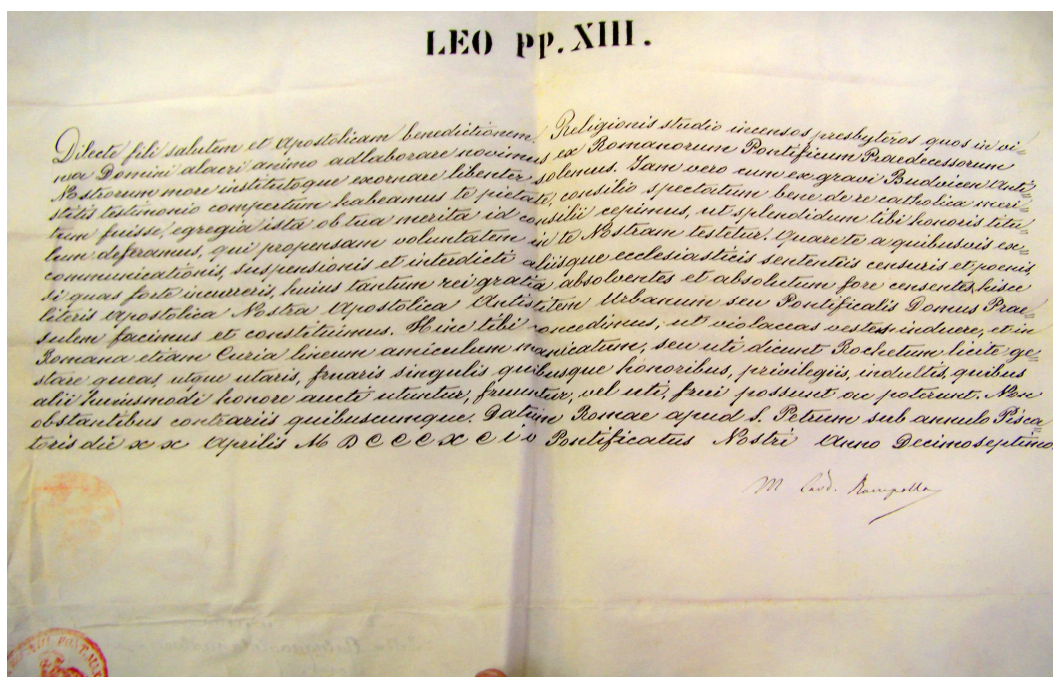 LEO PP. XIII.
Dilecte fili salutem et Apostolicam benedictionem. Religionis studio incensos presbyteros quos in vi=
nea Domini alacri animo adlaborare novimus ex Romanorum Pontificum Praedecessorum
Nostrorum more institutoque exornare libenter solemus. Iam vero cum ex gravi Budvicen Anti=
stitis testimonio compertum habeamus te pietate, consilio spectatum bene de re catholica meri=
tum fuisse, egregia ista ob tua merita id consilii cepimus, ut splendidum tibi honoris titu=
lum deferamus, qui propensam voluntatem in te Nostram testetur. Quare te a quibusvis ex=
communicationis, suspensionis et interdicti aliisque ecclesiasticis sententiis censuris et poenis,
si quas forte incurreris, huius tantum rei gratia absolventes et absolutum fore censentes, hisce
literis Apostolica Nostra Apostolica Antistitem Urbanum seu Pontificalis Domus Prae=
sulem facimus et constituimus. Hinc tibi concedimus, ut violaceas vestes induere, et in
Romana etiam Curia lineum amiculum manicatum, seu uti dicunt Rochetum licite ge=
stare queas, utque utaris, fruaris singulis quibusque honoribus, privilegiis, indultis, quibus
alii huiusmodi honore aucti utuntur, fruuntur, vel uti, frui possunt ac poterunt. Non
obstantibus contrariis quibuscumque. Datum Romae apud S. Petrum sub annulo Pisca=
toris die XX Aprilis MDCCCXCIV Pontificatus Nostri Anno Decimoseptimo.
M. Card. Rampolla
XIII PONT. MAX